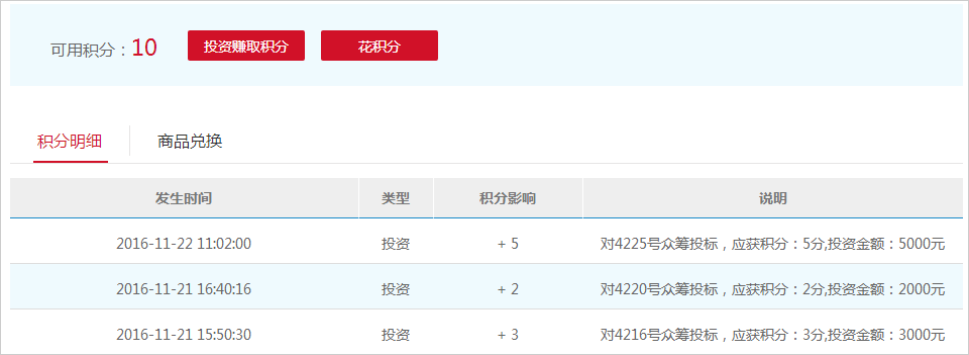 可用积分：10 投资赚取积分 花积分
积分明细 商品兑换
发生时间 类型 积分影响 说明
2016-11-22 11:02:00 投资 + 5 对4225号众筹投标，应获积分：5分,投资金额：5000元
2016-11-21 16:40:16 投资 + 2 对4220号众筹投标，应获积分：2分,投资金额：2000元
2016-11-21 15:50:30 投资 + 3 对4216号众筹投标，应获积分：3分,投资金额：3000元